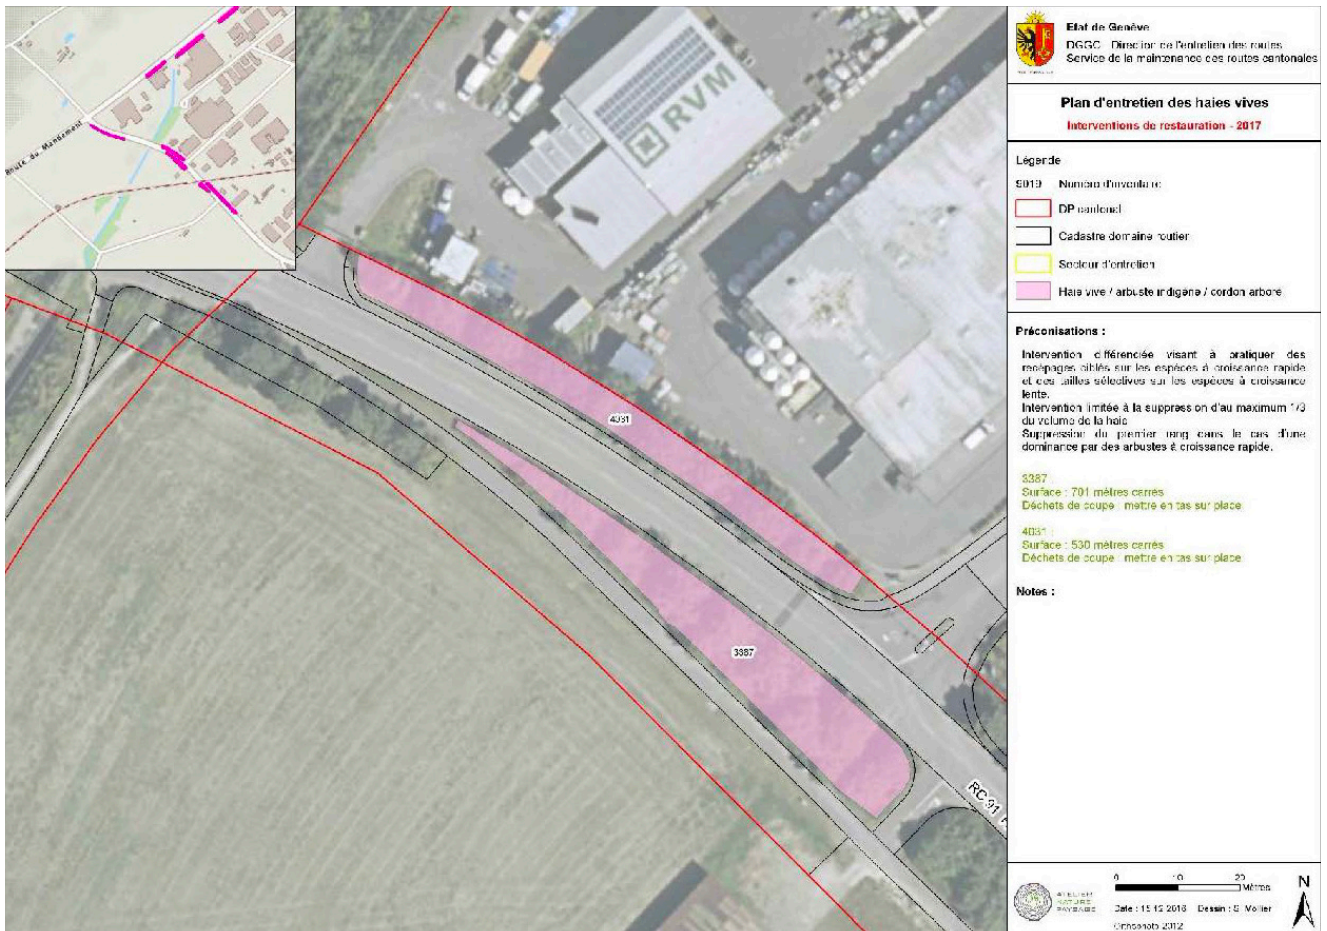 Route du Mandement
RVM
4031
3387
RC 91
Etat de Genève
DGGC - Direction de l'entretien des routes
Service de la maintenance des routes cantonales
Plan d'entretien des haies vives
Interventions de restauration - 2017
Légende
9019 Numéro d'inventaire
DP cantonal
Cadastre domaine routier
Secteur d'entretien
Haie vive / arbuste indigène / cordon arboré
Préconisations :
Intervention différenciée visant à pratiquer des
recépages ciblés sur les espèces à croissance rapide
et des tailles sélectives sur les espèces à croissance
lente.
Intervention limitée à la suppression d'au maximum 1/3
du volume de la haie
Suppression du premier rang dans le cas d'une
dominance par des arbustes à croissance rapide.
3387 :
Surface : 701 mètres carrés
Déchets de coupe : mettre en tas sur place
4031 :
Surface : 530 mètres carrés
Déchets de coupe : mettre en tas sur place
Notes :
ATELIER
NATURE
PAYSAGE
0 10 20
Mètres
N
Date : 15.12.2016 Dessin : S. Mollier
Orthophoto 2012